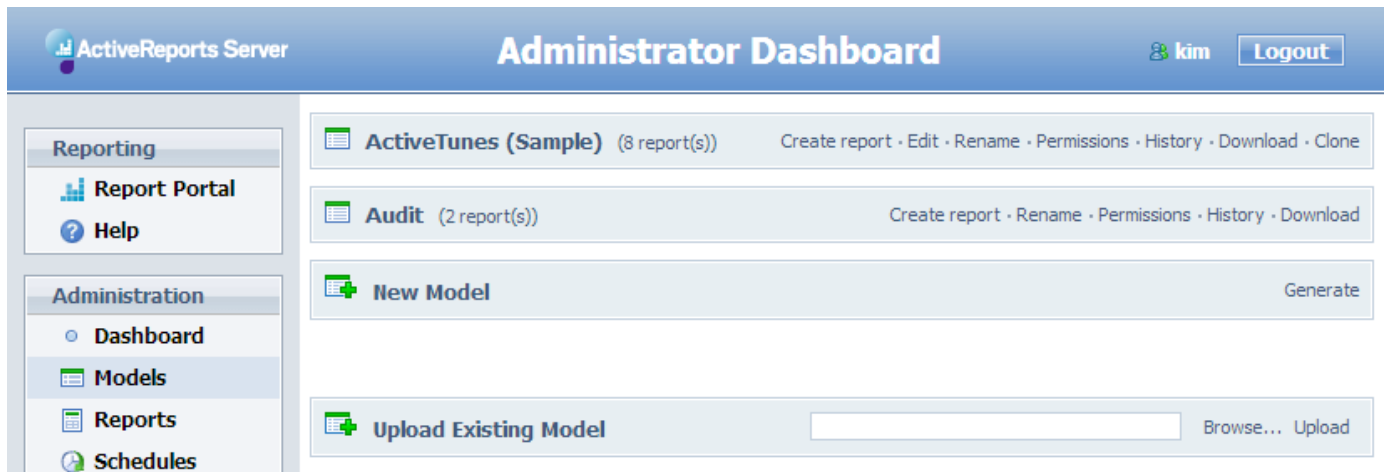 ActiveReports Server
Administrator Dashboard
kim
Logout
Reporting
Report Portal
Help
Administration
Dashboard
Models
Reports
Schedules
ActiveTunes (Sample) (8 report(s)) Create report · Edit · Rename · Permissions · History · Download · Clone
Audit (2 report(s)) Create report · Rename · Permissions · History · Download
New Model Generate
Upload Existing Model Browse... Upload